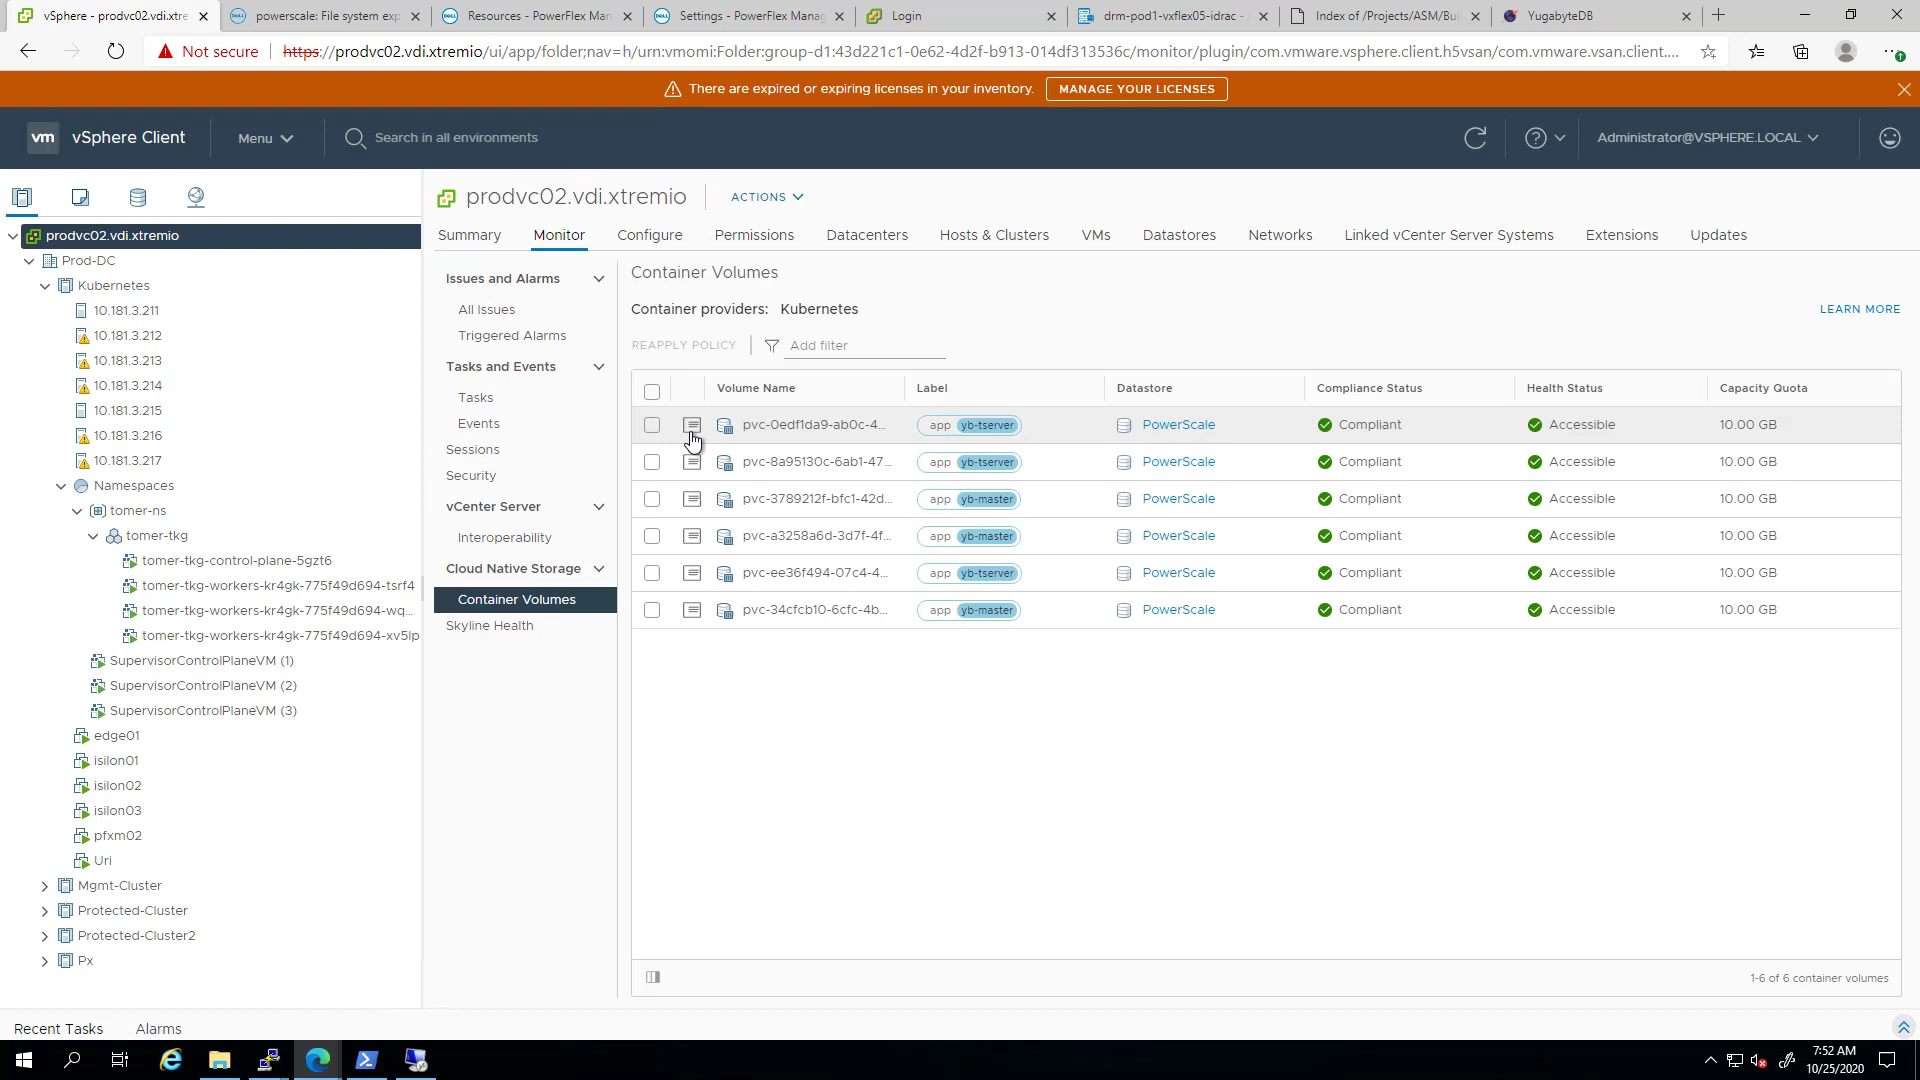 vSphere - prodvc02.vdi.xtre
powerscale: File system exp
Resources - PowerFlex Man
Settings - PowerFlex Manag
Login
drm-pod1-vxflex05-idrac -
Index of /Projects/ASM/Bui
YugabyteDB
Not secure
https://prodvc02.vdi.xtremio/ui/app/folder;nav=h/urn:vmomi:Folder:group-d1:43d221c1-0e62-4d2f-b913-014df313536c/monitor/plugin/com.vmware.vsphere.client.h5vsan/com.vmware.vsan.client....
There are expired or expiring licenses in your inventory.
MANAGE YOUR LICENSES
vm vSphere Client
Menu
Search in all environments
Administrator@VSPHERE.LOCAL
prodvc02.vdi.xtremio
Prod-DC
Kubernetes
10.181.3.211
10.181.3.212
10.181.3.213
10.181.3.214
10.181.3.215
10.181.3.216
10.181.3.217
Namespaces
tomer-ns
tomer-tkg
tomer-tkg-control-plane-5gzt6
tomer-tkg-workers-kr4gk-775f49d694-tsrf4
tomer-tkg-workers-kr4gk-775f49d694-wq...
tomer-tkg-workers-kr4gk-775f49d694-xv5lp
SupervisorControlPlaneVM (1)
SupervisorControlPlaneVM (2)
SupervisorControlPlaneVM (3)
edge01
isilon01
isilon02
isilon03
pfxm02
Uri
Mgmt-Cluster
Protected-Cluster
Protected-Cluster2
Px
prodvc02.vdi.xtremio
ACTIONS
Summary
Monitor
Configure
Permissions
Datacenters
Hosts & Clusters
VMs
Datastores
Networks
Linked vCenter Server Systems
Extensions
Updates
Issues and Alarms
All Issues
Triggered Alarms
Tasks and Events
Tasks
Events
Sessions
Security
vCenter Server
Interoperability
Cloud Native Storage
Container Volumes
Skyline Health
Container Volumes
Container providers: Kubernetes
LEARN MORE
REAPPLY POLICY
Add filter
Volume Name Label Datastore Compliance Status Health Status Capacity Quota
pvc-0edf1da9-ab0c-4... app yb-tserver PowerScale Compliant Accessible 10.00 GB
pvc-8a95130c-6ab1-47... app yb-tserver PowerScale Compliant Accessible 10.00 GB
pvc-3789212f-bfc1-42d... app yb-master PowerScale Compliant Accessible 10.00 GB
pvc-a3258a6d-3d7f-4f... app yb-master PowerScale Compliant Accessible 10.00 GB
pvc-ee36f494-07c4-4... app yb-tserver PowerScale Compliant Accessible 10.00 GB
pvc-34cfcb10-6cfc-4b... app yb-master PowerScale Compliant Accessible 10.00 GB
1-6 of 6 container volumes
Recent Tasks
Alarms
7:52 AM
10/25/2020